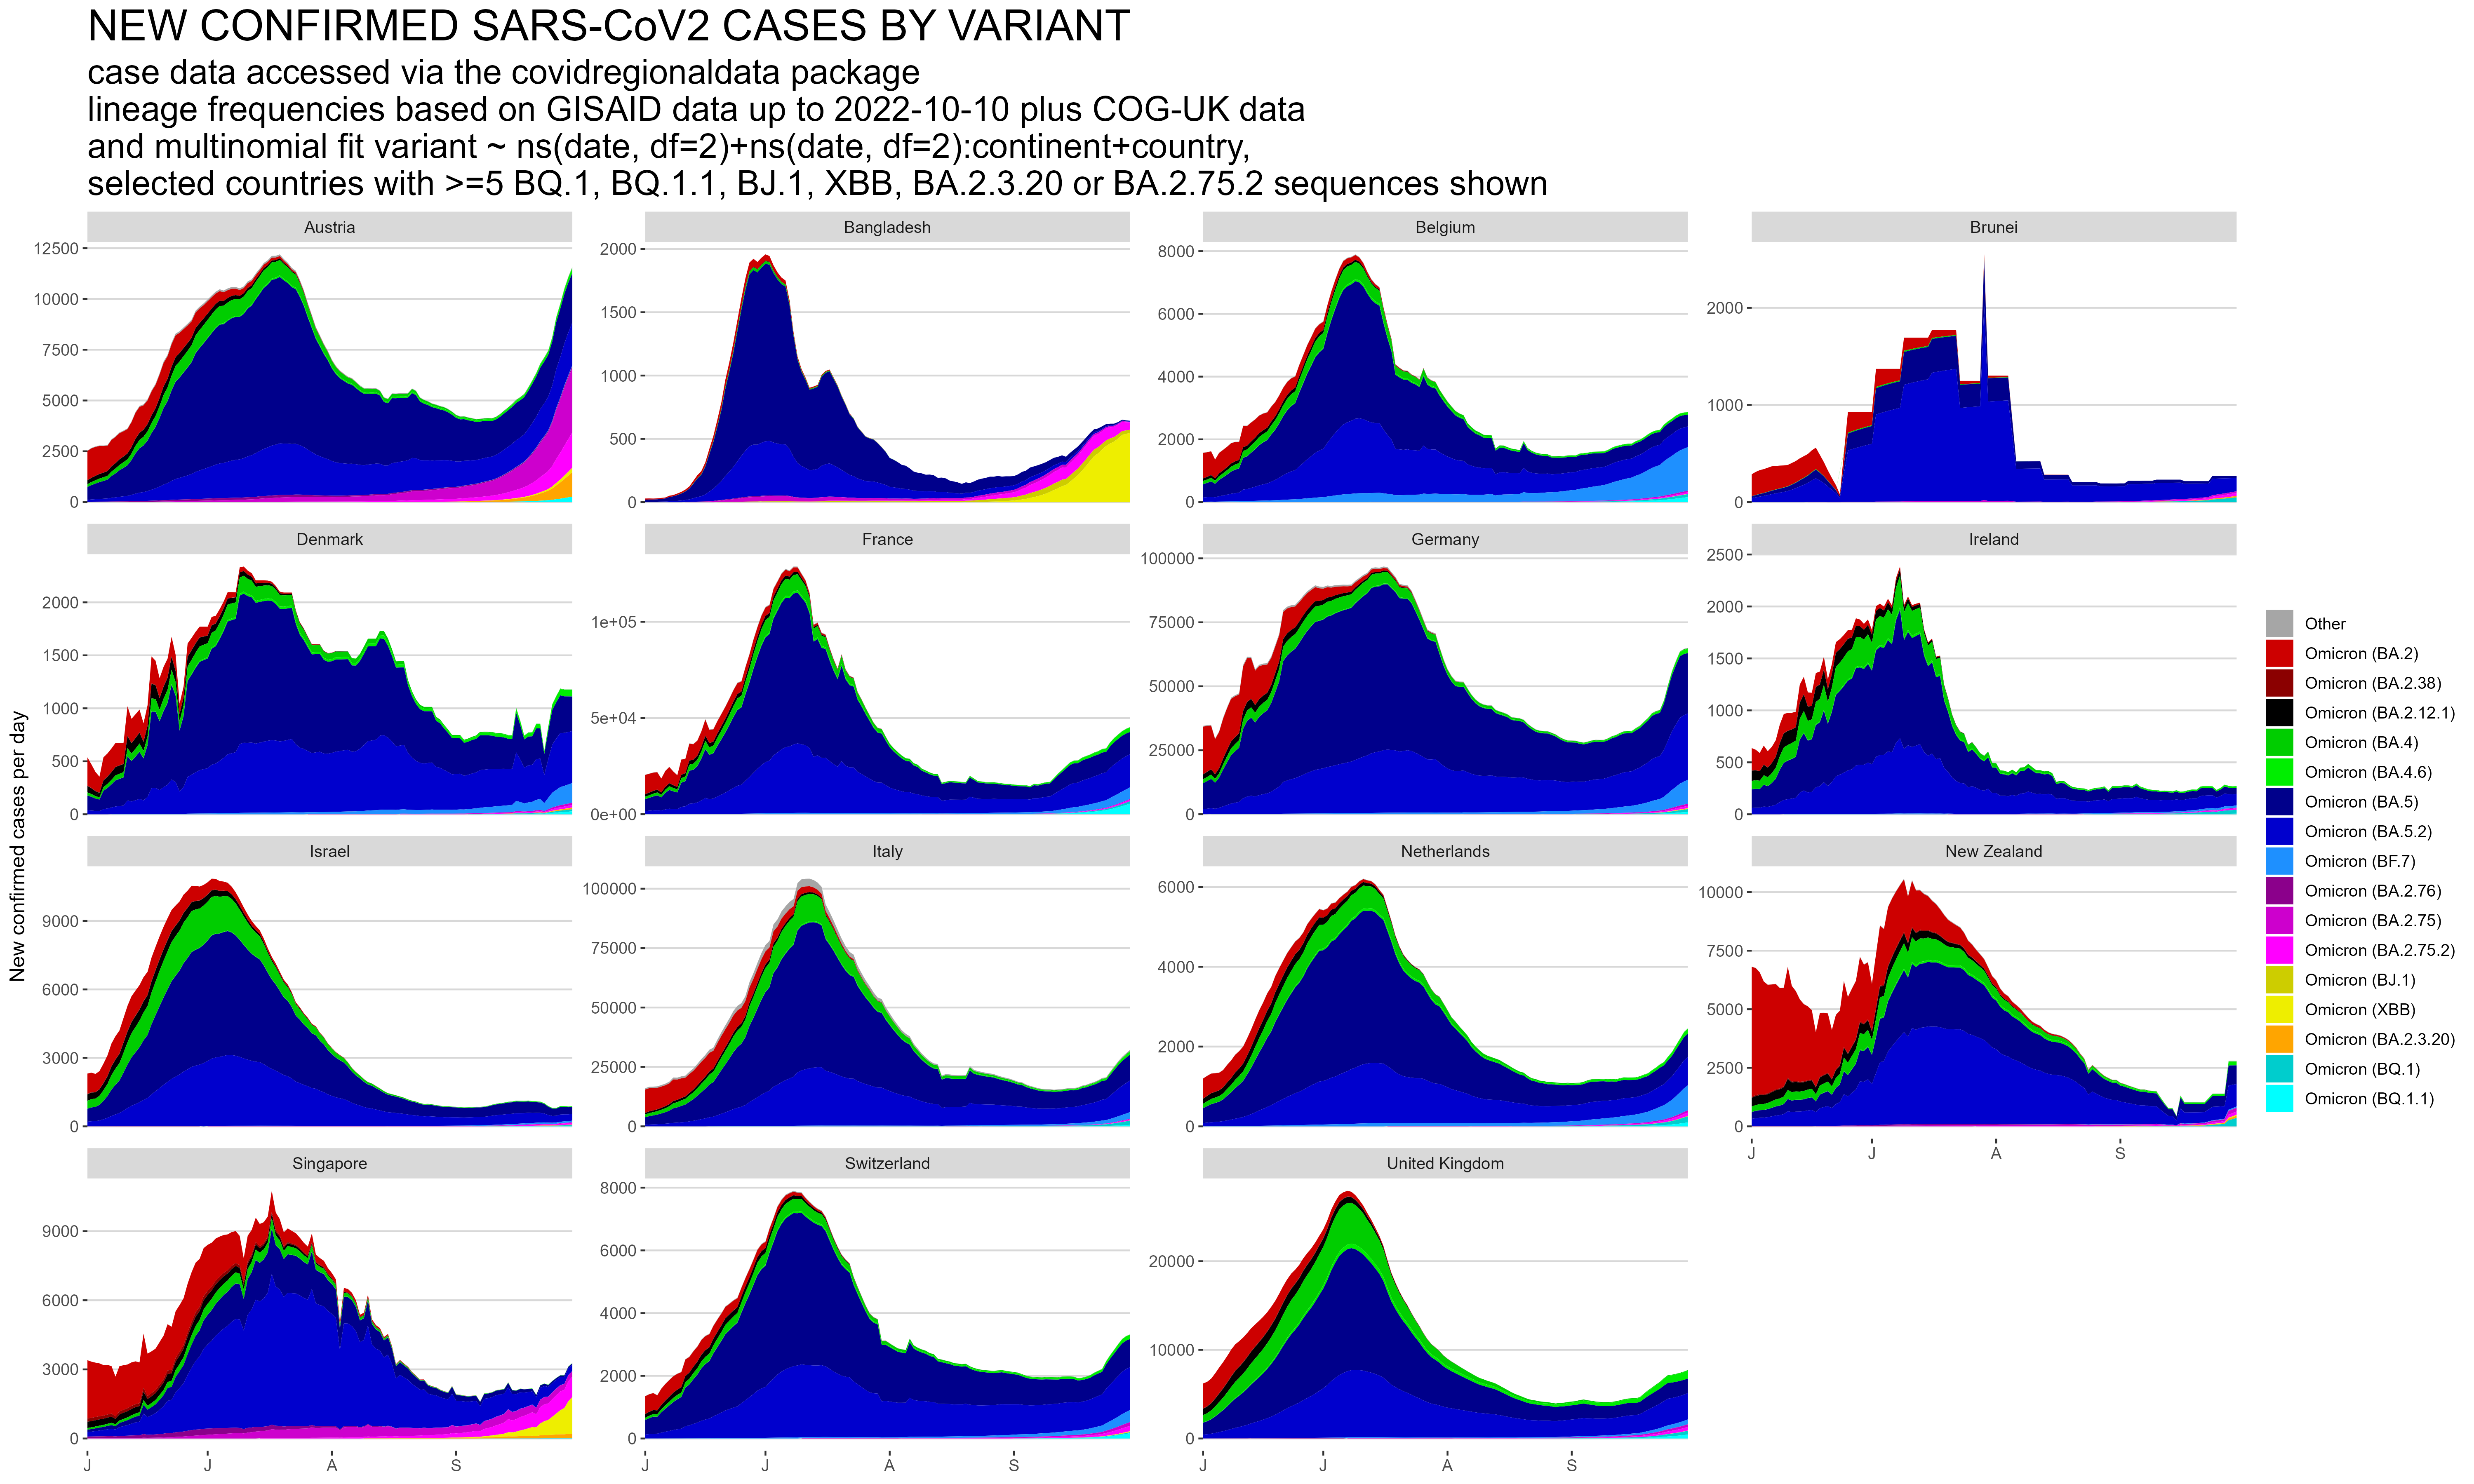 NEW CONFIRMED SARS-CoV2 CASES BY VARIANT
case data accessed via the covidregionaldata package
lineage frequencies based on GISAID data up to 2022-10-10 plus COG-UK data
and multinomial fit variant ~ ns(date, df=2)+ns(date, df=2):continent+country,
selected countries with >=5 BQ.1, BQ.1.1, BJ.1, XBB, BA.2.3.20 or BA.2.75.2 sequences shown
New confirmed cases per day
Austria
12500
10000
7500
5000
2500
0
Bangladesh
2000
1500
1000
500
0
Belgium
8000
6000
4000
2000
0
Brunei
2000
1000
0
Denmark
2000
1500
1000
500
0
France
1e+05
5e+04
0e+00
Germany
100000
75000
50000
25000
0
Ireland
2500
2000
1500
1000
500
0
Israel
9000
6000
3000
0
Italy
100000
75000
50000
25000
0
Netherlands
6000
4000
2000
0
New Zealand
10000
7500
5000
2500
0
J J A S
Singapore
9000
6000
3000
0
J J A S
Switzerland
8000
6000
4000
2000
0
J J A S
United Kingdom
20000
10000
0
J J A S
Other
Omicron (BA.2)
Omicron (BA.2.38)
Omicron (BA.2.12.1)
Omicron (BA.4)
Omicron (BA.4.6)
Omicron (BA.5)
Omicron (BA.5.2)
Omicron (BF.7)
Omicron (BA.2.76)
Omicron (BA.2.75)
Omicron (BA.2.75.2)
Omicron (BJ.1)
Omicron (XBB)
Omicron (BA.2.3.20)
Omicron (BQ.1)
Omicron (BQ.1.1)